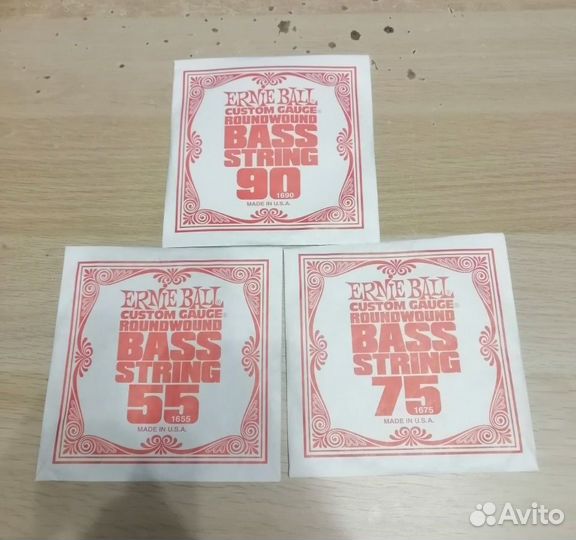 ERNIE BALL
CUSTOM GAUGE®
ROUNDWOUND
BASS
STRING
90
1690
MADE IN U.S.A.
ERNIE BALL
CUSTOM GAUGE®
ROUNDWOUND
BASS
STRING
55
1655
MADE IN U.S.A.
ERNIE BALL
CUSTOM GAUGE®
ROUNDWOUND
BASS
STRING
75
1675
MADE IN U.S.A.
Avito